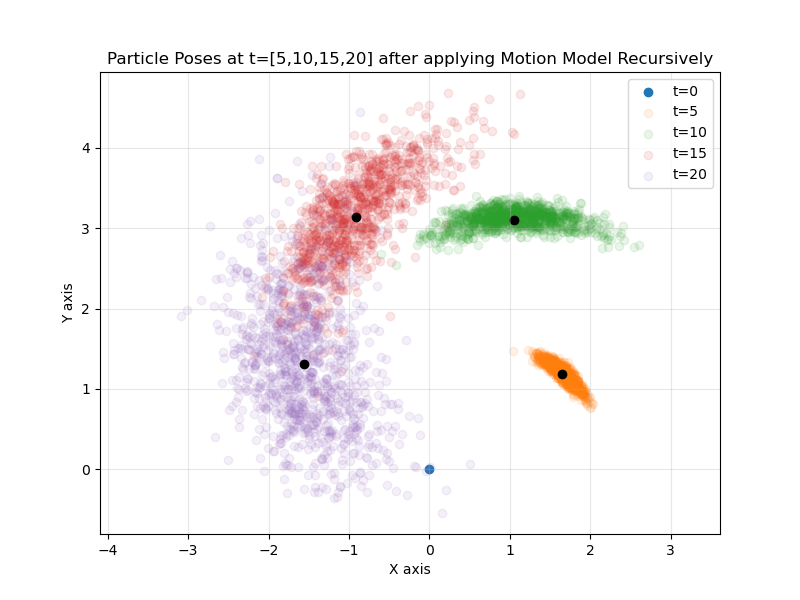 Particle Poses at t=[5,10,15,20] after applying Motion Model Recursively
t=0
t=5
t=10
t=15
t=20
Y axis
4
3
2
1
0
−4 −3 −2 −1 0 1 2 3
X axis